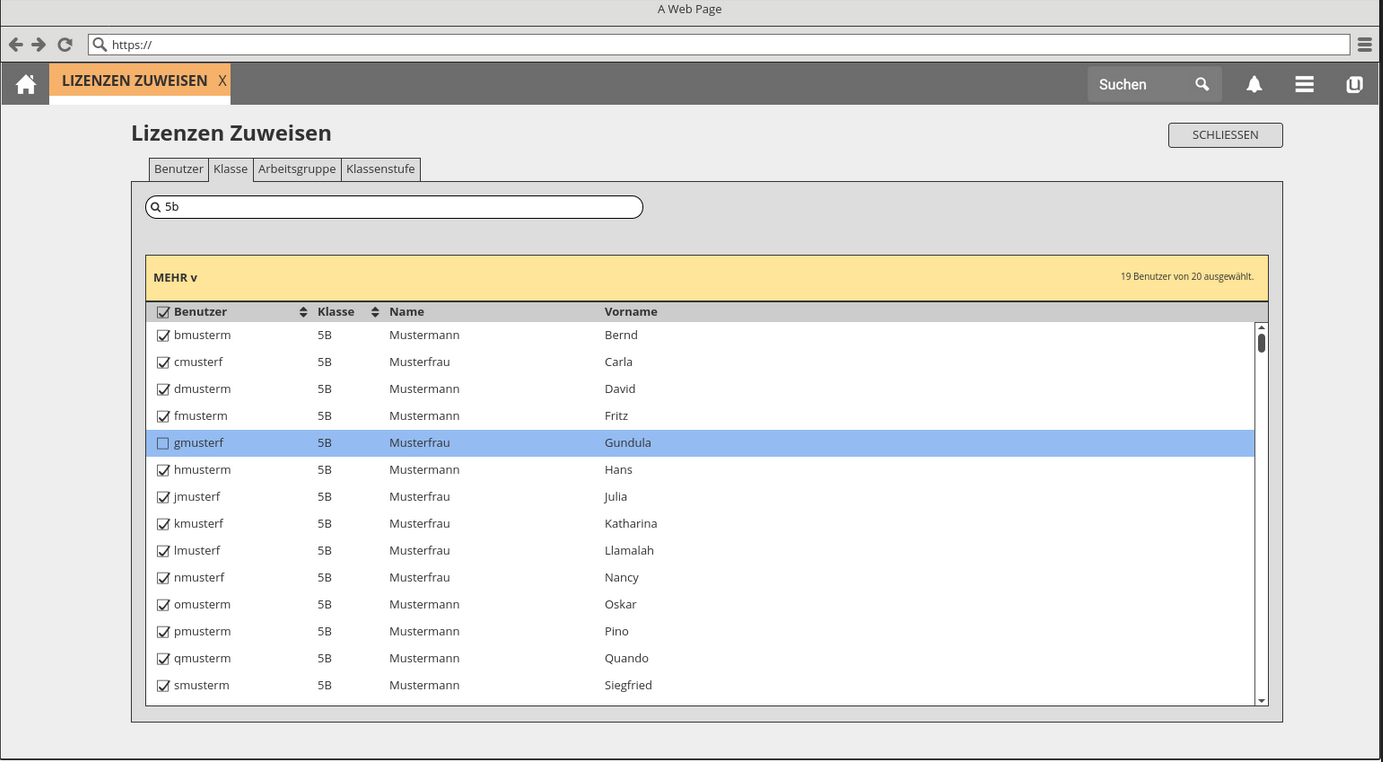 A Web Page
https://
LIZENZEN ZUWEISEN X
Suchen
Lizenzen Zuweisen
SCHLIESSEN
Benutzer Klasse Arbeitsgruppe Klassenstufe
5b
MEHR v 19 Benutzer von 20 ausgewählt.
Benutzer Klasse Name Vorname
bmusterm 5B Mustermann Bernd
cmusterf 5B Musterfrau Carla
dmusterm 5B Mustermann David
fmusterm 5B Mustermann Fritz
gmusterf 5B Musterfrau Gundula
hmusterm 5B Mustermann Hans
jmusterf 5B Musterfrau Julia
kmusterf 5B Musterfrau Katharina
lmusterf 5B Musterfrau Llamalah
nmusterf 5B Musterfrau Nancy
omusterm 5B Mustermann Oskar
pmusterm 5B Mustermann Pino
qmusterm 5B Mustermann Quando
smusterm 5B Mustermann Siegfried